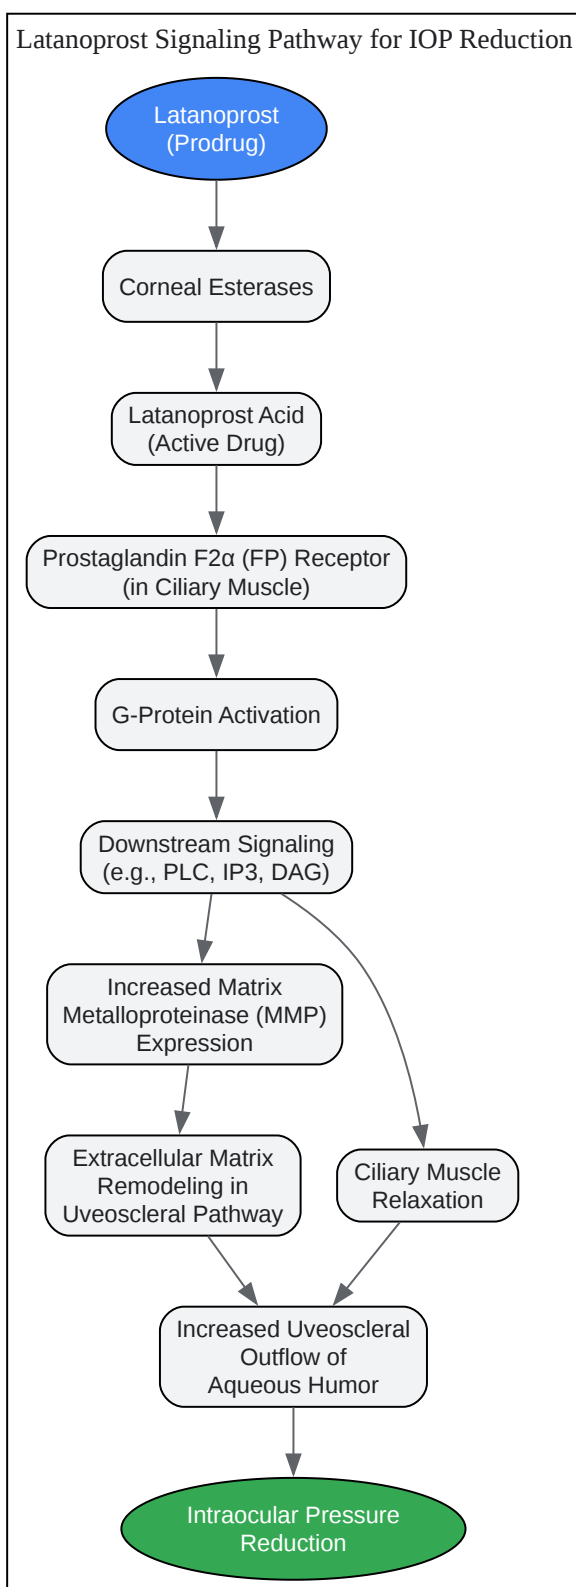 Latanoprost Signaling Pathway for IOP Reduction
Latanoprost
(Prodrug)
Corneal Esterases
Latanoprost Acid
(Active Drug)
Prostaglandin F2α (FP) Receptor
(in Ciliary Muscle)
G-Protein Activation
Downstream Signaling
(e.g., PLC, IP3, DAG)
Increased Matrix
Metalloproteinase (MMP)
Expression
Extracellular Matrix
Remodeling in
Uveoscleral Pathway
Ciliary Muscle
Relaxation
Increased Uveoscleral
Outflow of
Aqueous Humor
Intraocular Pressure
Reduction